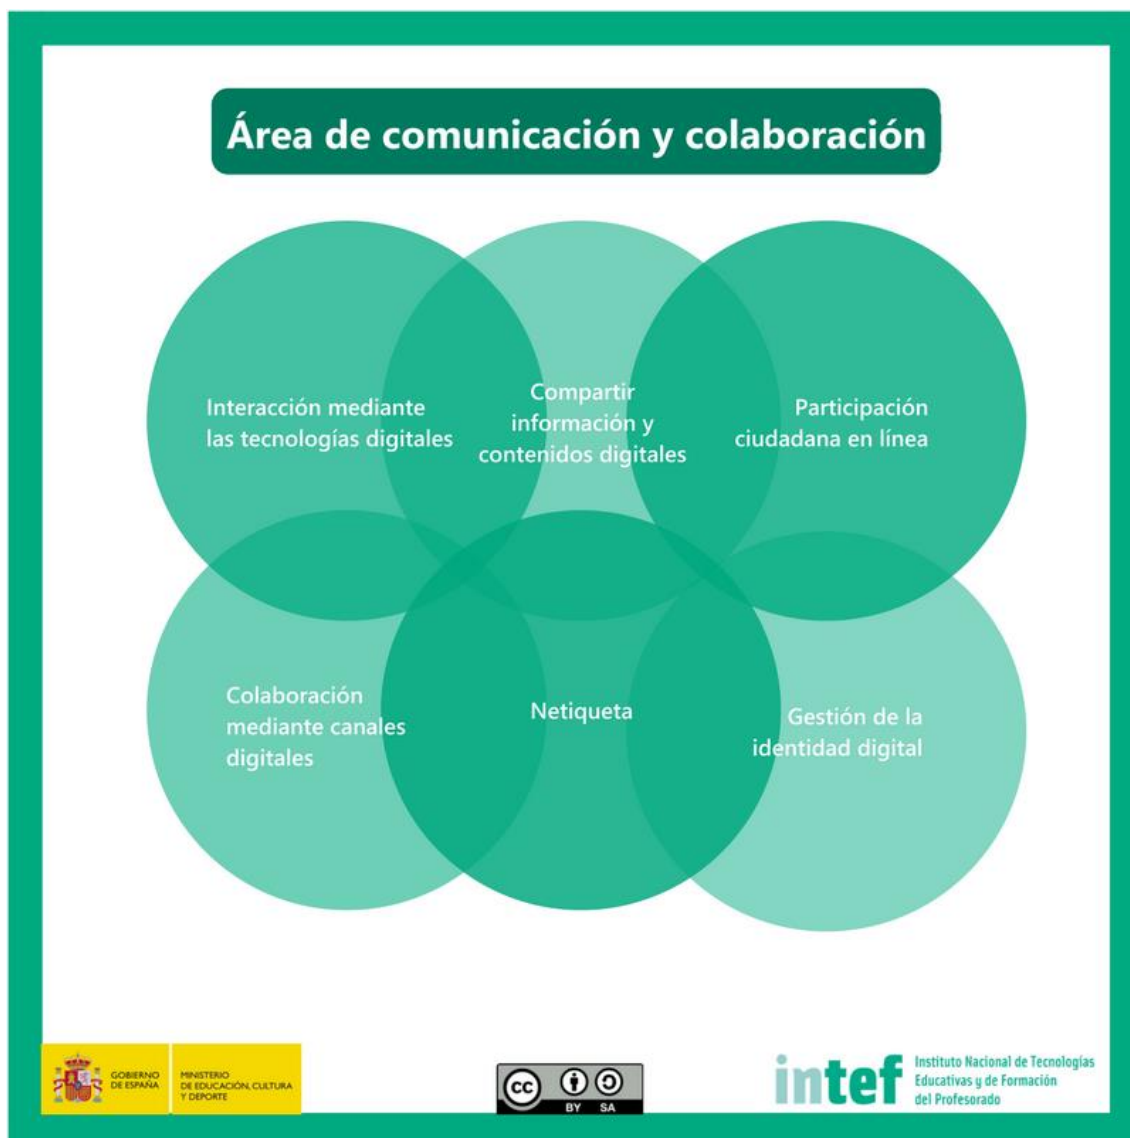 Área de comunicación y colaboración
Interacción mediante
las tecnologías digitales
Compartir
información y
contenidos digitales
Participación
ciudadana en línea
Colaboración
mediante canales
digitales
Netiqueta
Gestión de la
identidad digital
GOBIERNO
DE ESPAÑA
MINISTERIO
DE EDUCACIÓN, CULTURA
Y DEPORTE
cc
BY SA
intef
Instituto Nacional de Tecnologías
Educativas y de Formación
del Profesorado